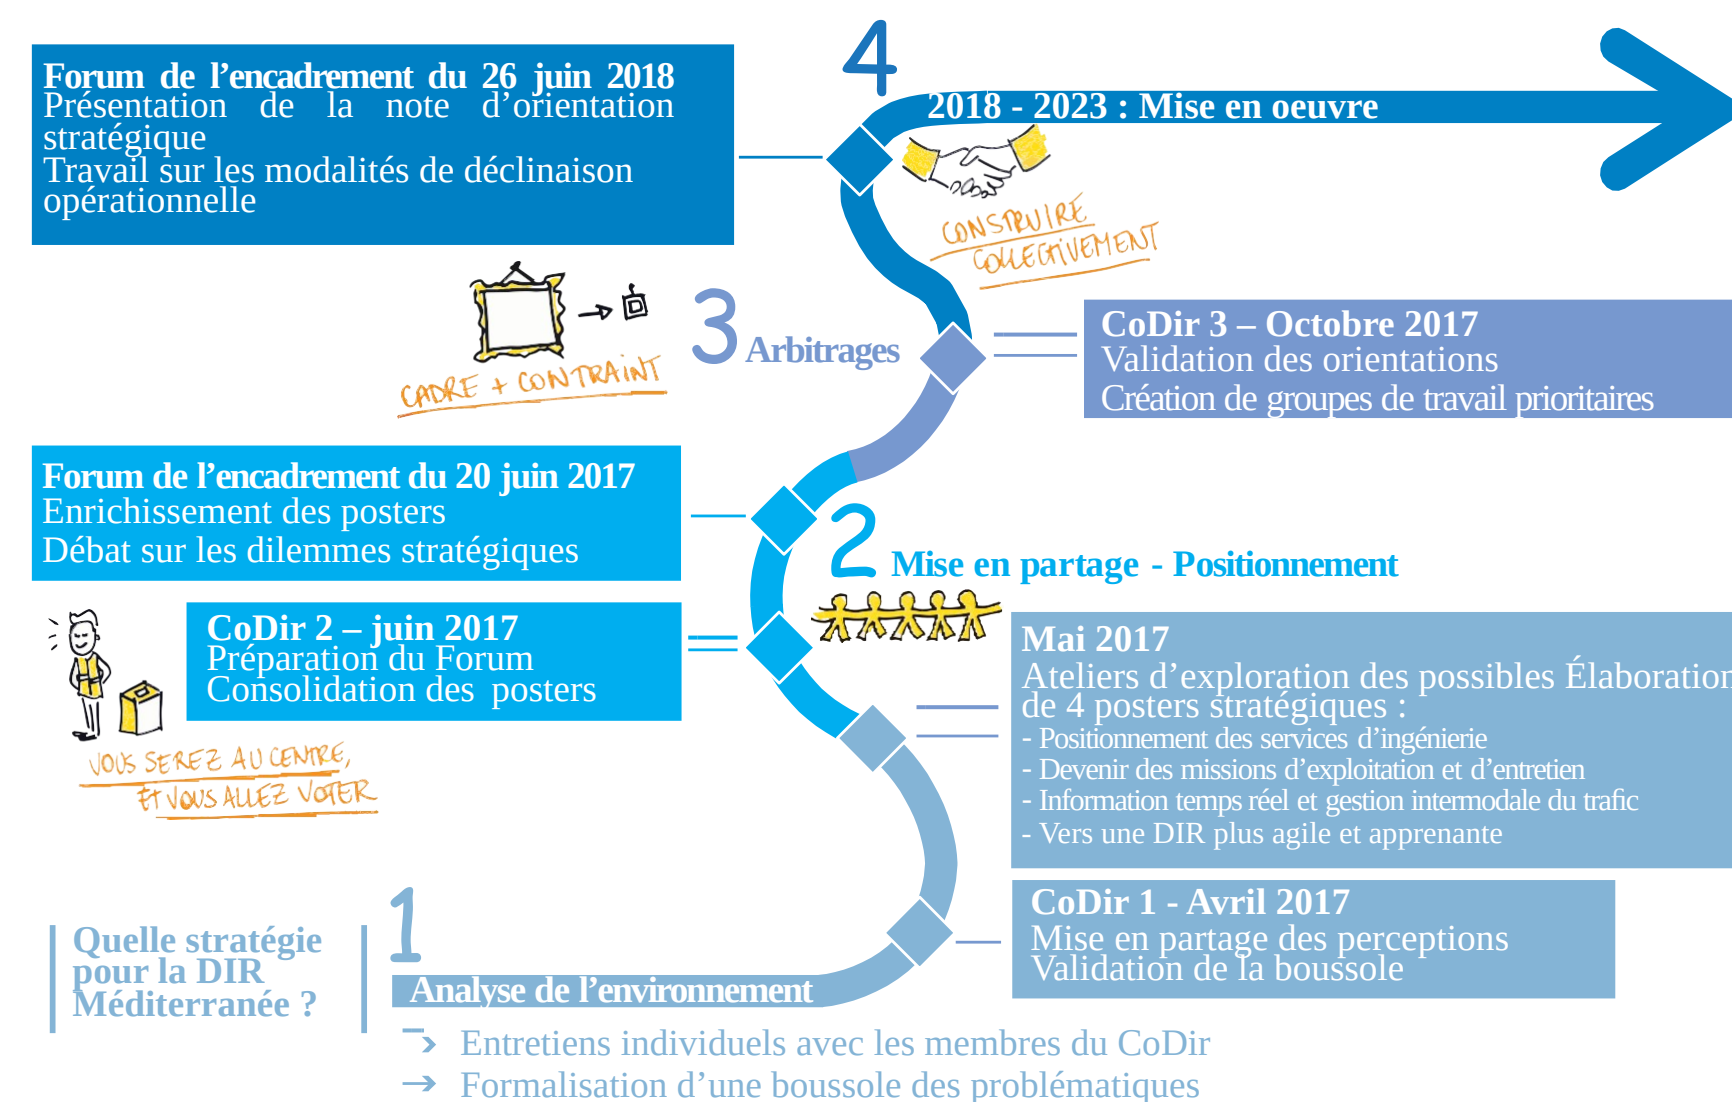 4
Forum de l’encadrement du 26 juin 2018
Présentation de la note d’orientation
stratégique
Travail sur les modalités de déclinaison
opérationnelle
2018 - 2023 : Mise en oeuvre
CONSTRUIRE
COLLECTIVEMENT
3
Arbitrages
CADRE + CONTRAINT
CoDir 3 – Octobre 2017
Validation des orientations
Création de groupes de travail prioritaires
Forum de l’encadrement du 20 juin 2017
Enrichissement des posters
Débat sur les dilemmes stratégiques
2
Mise en partage - Positionnement
CoDir 2 – juin 2017
Préparation du Forum
Consolidation des posters
VOUS SEREZ AU CENTRE,
ET VOUS ALLEZ VOTER
Mai 2017
Ateliers d’exploration des possibles Élaboration
de 4 posters stratégiques :
- Positionnement des services d’ingénierie
- Devenir des missions d’exploitation et d’entretien
- Information temps réel et gestion intermodale du trafic
- Vers une DIR plus agile et apprenante
CoDir 1 - Avril 2017
Mise en partage des perceptions
Validation de la boussole
1
Quelle stratégie
pour la DIR
Méditerranée ?
Analyse de l’environnement
Entretiens individuels avec les membres du CoDir
→ Formalisation d’une boussole des problématiques